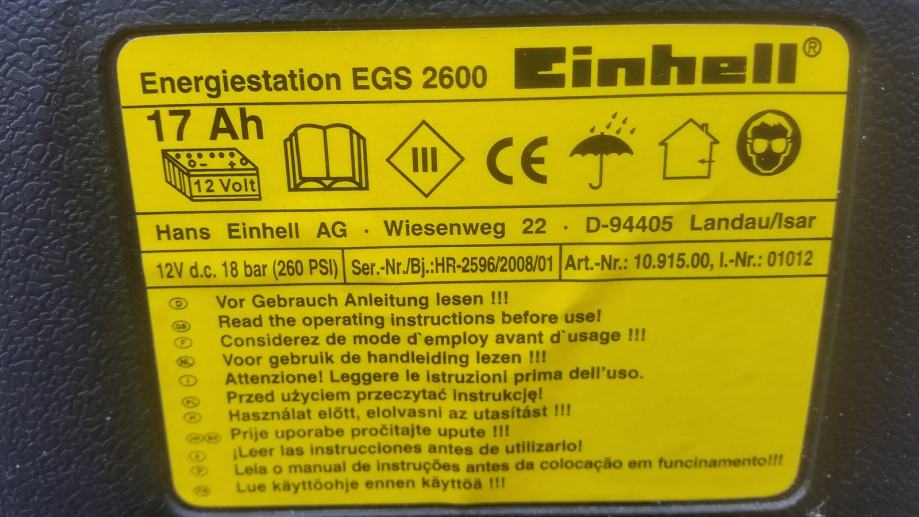 Energiestation EGS 2600 Einhell®
17 Ah
12 Volt
III
CE
Hans Einhell AG · Wiesenweg 22 · D-94405 Landau/Isar
12V d.c. 18 bar (260 PSI) Ser.-Nr./Bj.:HR-2596/2008/01 Art.-Nr.: 10.915.00, I.-Nr.: 01012
D Vor Gebrauch Anleitung lesen !!!
GB Read the operating instructions before use!
F Considerez de mode d`employ avant d`usage !!!
NL Voor gebruik de handleiding lezen !!!
I Attenzione! Leggere le istruzioni prima dell'uso.
PL Przed użyciem przeczytać instrukcję!
H Használat előtt, elolvasni az utasítást !!!
Prije uporabe pročitajte upute !!!
E ¡Leer las instrucciones antes de utilizarlo!
P Leia o manual de instruções antes da colocação em funcinamento!!!
Lue käyttöohje ennen käyttöä !!!